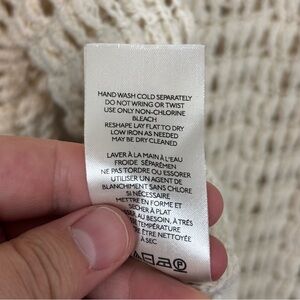 HAND WASH COLD SEPARATELY
DO NOT WRING OR TWIST
USE ONLY NON-CHLORINE
BLEACH
RESHAPE LAY FLAT TO DRY
LOW IRON AS NEEDED
MAY BE DRY CLEANED
LAVER À LA MAIN À L'EAU
FROIDE SÉPARÉMEN
NE PAS TORDRE OU ESSORER
UTILISER UN AGENT DE
BLANCHIMENT SANS CHLORE
SI NÉCESSAIRE
METTRE EN FORME ET
SÉCHER À PLAT
AU BESOIN, À TRÈS
TEMPÉRATURE
ÊTRE NETTOYÉE
À SEC
P